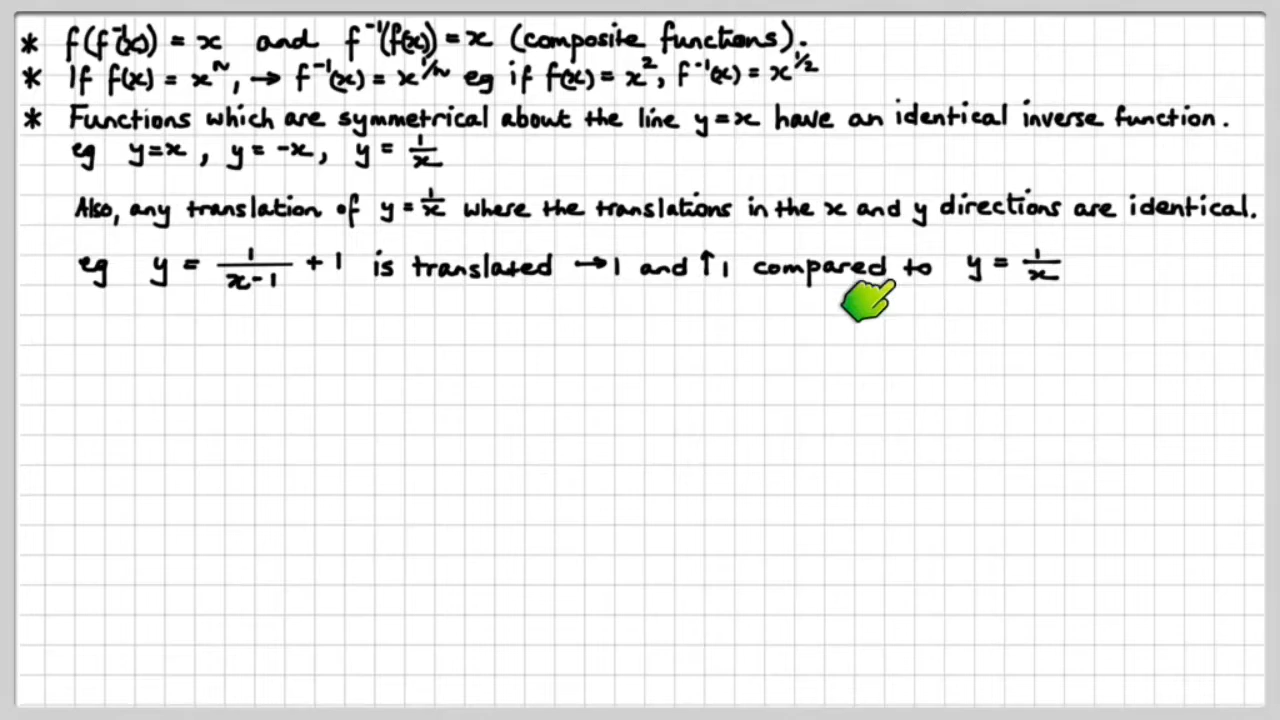 * f(f⁻¹(x)) = x and f⁻¹(f(x)) = x (composite functions).
* If f(x) = xⁿ, → f⁻¹(x) = x^(1/n) eg if f(x) = x², f⁻¹(x) = x^(1/2)
* Functions which are symmetrical about the line y=x have an identical inverse function.
eg y=x, y=-x, y = 1/x
Also, any translation of y = 1/x where the translations in the x and y directions are identical.
eg y = 1/(x-1) + 1 is translated →1 and ↑1 compared to y = 1/x